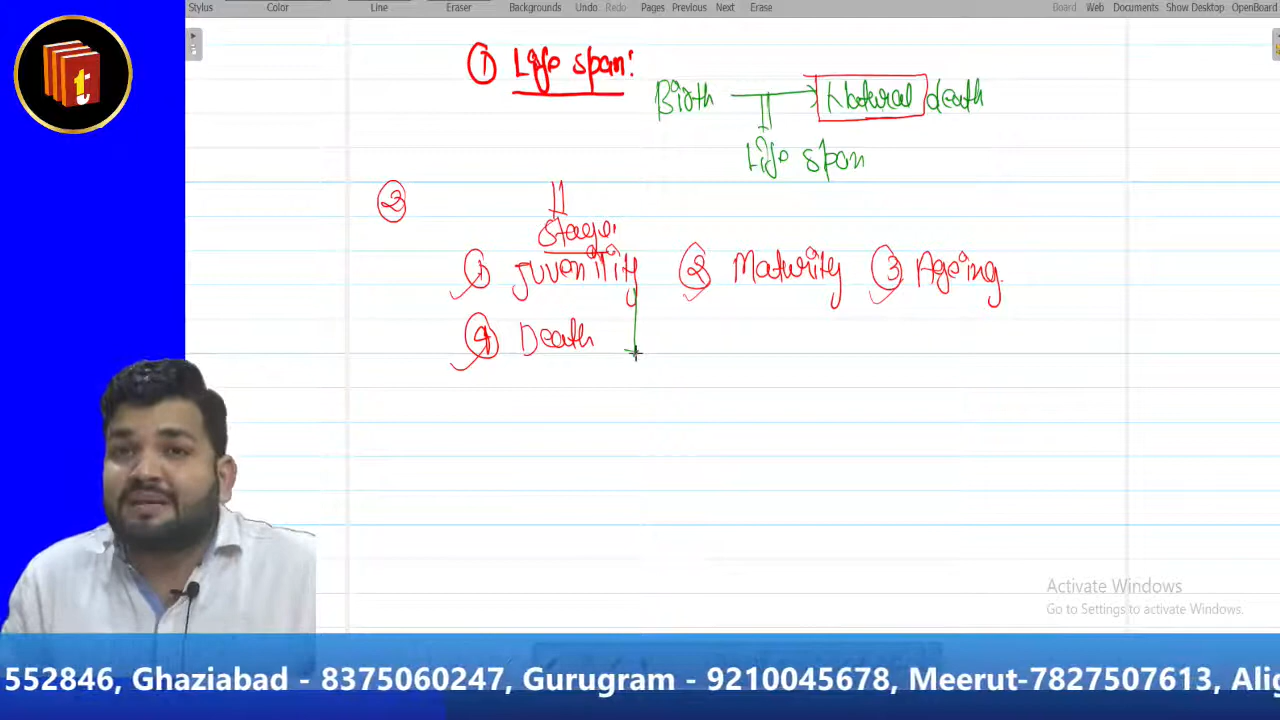 Stylus Color Line Eraser Backgrounds Undo Redo Pages Previous Next Erase Board Web Documents Show Desktop OpenBoard
t
① Life span:
Birth → Natural death
Life span
②
Stage:
① Juvenility ② Maturity ③ Ageing
④ Death
Activate Windows
Go to Settings to activate Windows.
552846, Ghaziabad - 8375060247, Gurugram - 9210045678, Meerut-7827507613, Alig